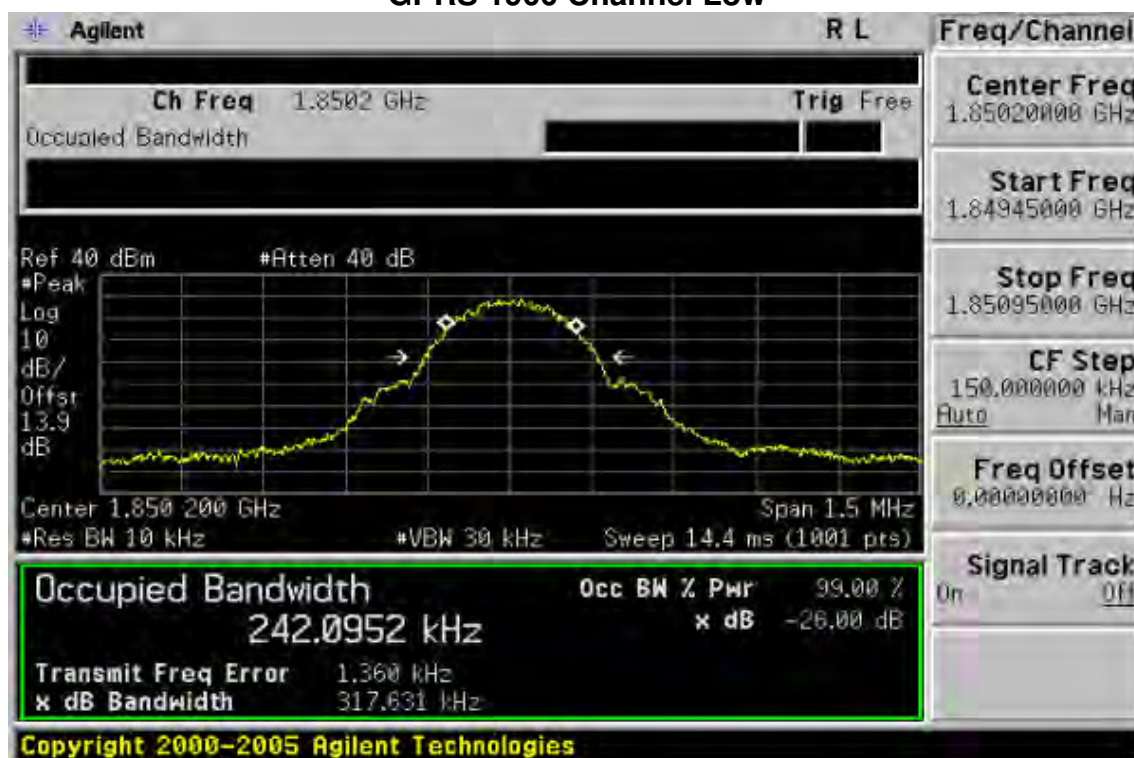 GPRS 1900 Channel Low
Agilent
R L
Freq/Channel
Ch Freq 1.8502 GHz
Trig Free
Occupied Bandwidth
Center Freq
1.85020000 GHz
Start Freq
1.84945000 GHz
Stop Freq
1.85095000 GHz
CF Step
150.000000 kHz
Auto Man
Freq Offset
0.00000000 Hz
Signal Track
On Off
Ref 40 dBm #Atten 40 dB
#Peak
Log
10
dB/
Offst
13.9
dB
Center 1.850 200 GHz Span 1.5 MHz
#Res BW 10 kHz #VBW 30 kHz Sweep 14.4 ms (1001 pts)
Occupied Bandwidth
242.0952 kHz
Occ BW % Pwr 99.00 %
x dB -26.00 dB
Transmit Freq Error 1.360 kHz
x dB Bandwidth 317.631 kHz
Copyright 2000-2005 Agilent Technologies